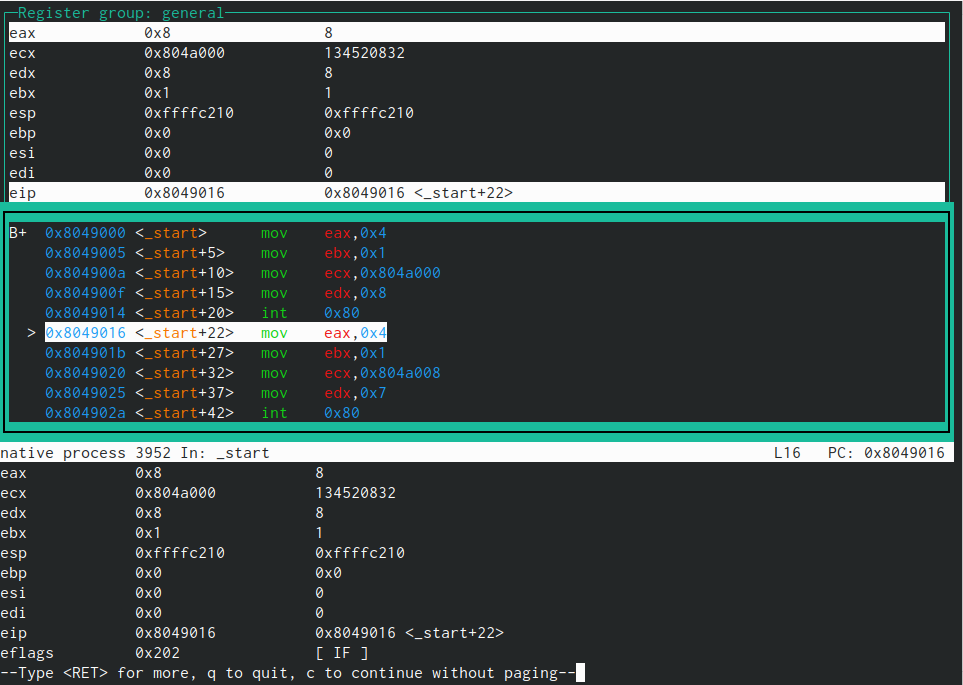 Register group: general
eax 0x8 8
ecx 0x804a000 134520832
edx 0x8 8
ebx 0x1 1
esp 0xffffc210 0xffffc210
ebp 0x0 0x0
esi 0x0 0
edi 0x0 0
eip 0x8049016 0x8049016 <_start+22>
B+ 0x8049000 <_start> mov eax,0x4
0x8049005 <_start+5> mov ebx,0x1
0x804900a <_start+10> mov ecx,0x804a000
0x804900f <_start+15> mov edx,0x8
0x8049014 <_start+20> int 0x80
> 0x8049016 <_start+22> mov eax,0x4
0x804901b <_start+27> mov ebx,0x1
0x8049020 <_start+32> mov ecx,0x804a008
0x8049025 <_start+37> mov edx,0x7
0x804902a <_start+42> int 0x80
native process 3952 In: _start L16 PC: 0x8049016
eax 0x8 8
ecx 0x804a000 134520832
edx 0x8 8
ebx 0x1 1
esp 0xffffc210 0xffffc210
ebp 0x0 0x0
esi 0x0 0
edi 0x0 0
eip 0x8049016 0x8049016 <_start+22>
eflags 0x202 [ IF ]
--Type <RET> for more, q to quit, c to continue without paging--